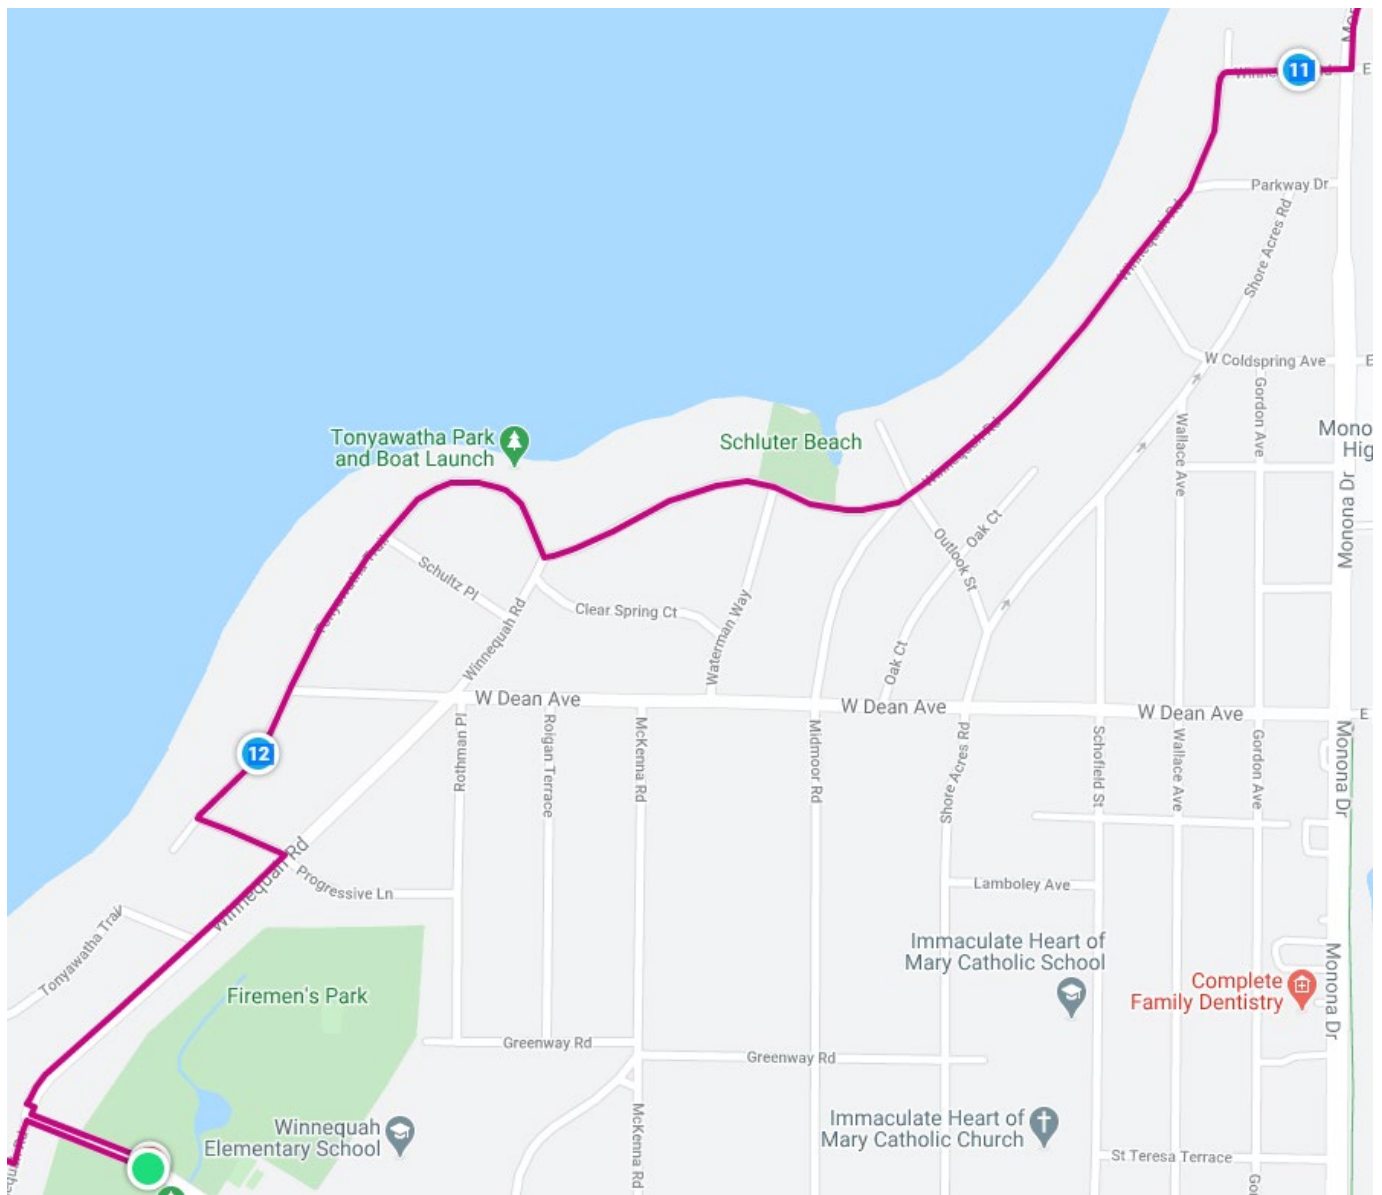 Mo
11
E
Parkway Dr
Winnequah Rd
Shore Acres Rd
W Coldspring Ave
E
Gordon Ave
Wallace Ave
Mono
Hig
Tonyawatha Park
and Boat Launch
Schluter Beach
Winnequah Rd
Monona Dr
Oak Ct
Outlook St
Schultz Pl
Clear Spring Ct
Waterman Way
Winnequah Rd
Oak Ct
W Dean Ave
W Dean Ave
W Dean Ave
E
12
Rothman Pl
Roigan Terrace
McKenna Rd
Midmoor Rd
Shore Acres Rd
Schofield St
Wallace Ave
Gordon Ave
Monona Dr
Winnequah Rd
Progressive Ln
Lamboley Ave
Tonyawatha Trail
Immaculate Heart of
Mary Catholic School
Complete
Family Dentistry
Monona Dr
Firemen's Park
Greenway Rd
Greenway Rd
Winnequah
Elementary School
McKenna Rd
Immaculate Heart of
Mary Catholic Church
St Teresa Terrace
Go